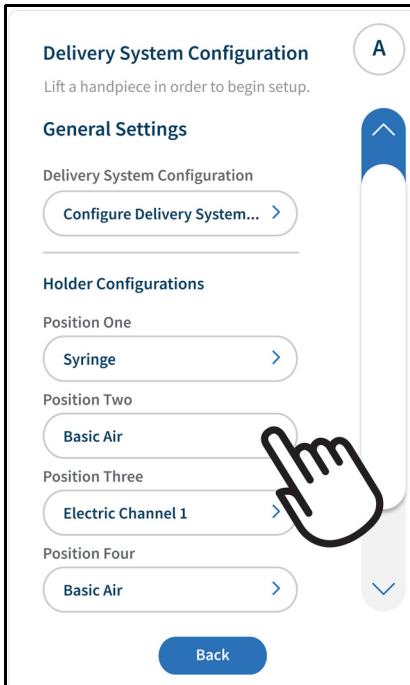 Delivery System Configuration
A
Lift a handpiece in order to begin setup.
General Settings
Delivery System Configuration
Configure Delivery System...
Holder Configurations
Position One
Syringe
Position Two
Basic Air
Position Three
Electric Channel 1
Position Four
Basic Air
Back